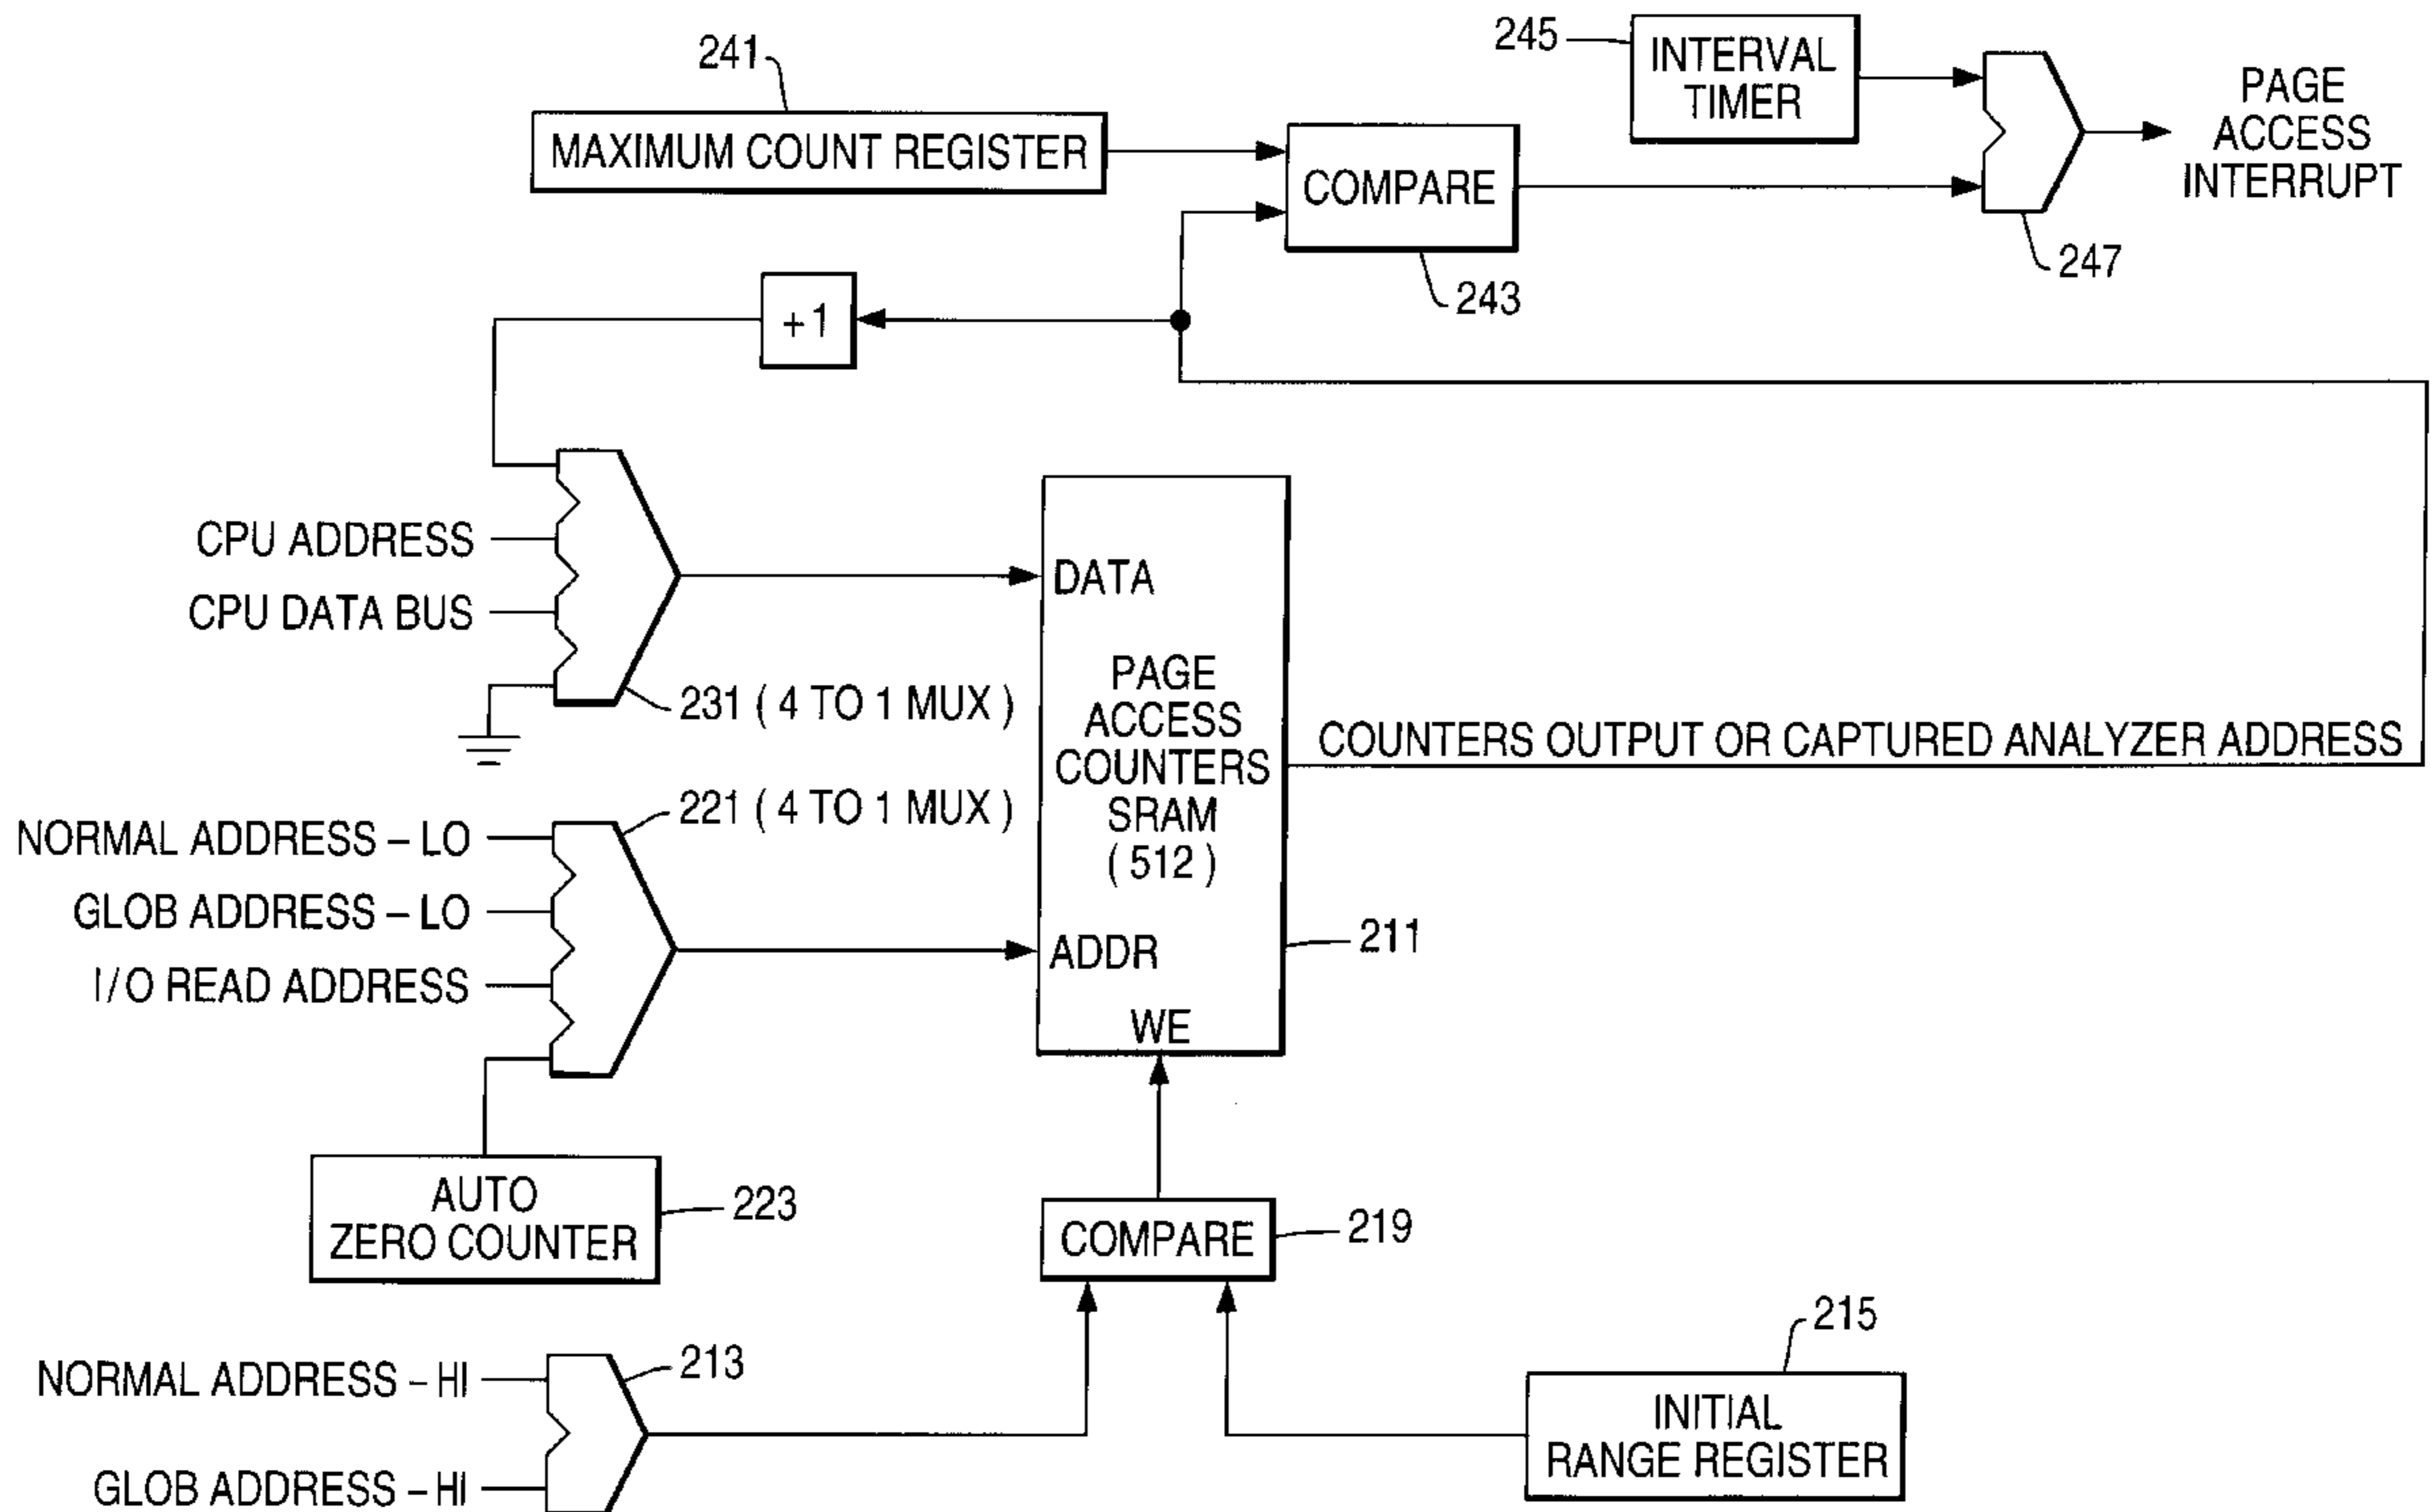 241
MAXIMUM COUNT REGISTER
245
INTERVAL
TIMER
PAGE
ACCESS
INTERRUPT
COMPARE
243
247
+1
CPU ADDRESS
CPU DATA BUS
231 ( 4 TO 1 MUX )
DATA
PAGE
ACCESS
COUNTERS
SRAM
( 512 )
ADDR
WE
211
COUNTERS OUTPUT OR CAPTURED ANALYZER ADDRESS
221 ( 4 TO 1 MUX )
NORMAL ADDRESS – LO
GLOB ADDRESS – LO
I/O READ ADDRESS
AUTO
ZERO COUNTER
223
COMPARE
219
NORMAL ADDRESS – HI
GLOB ADDRESS – HI
213
215
INITIAL
RANGE REGISTER